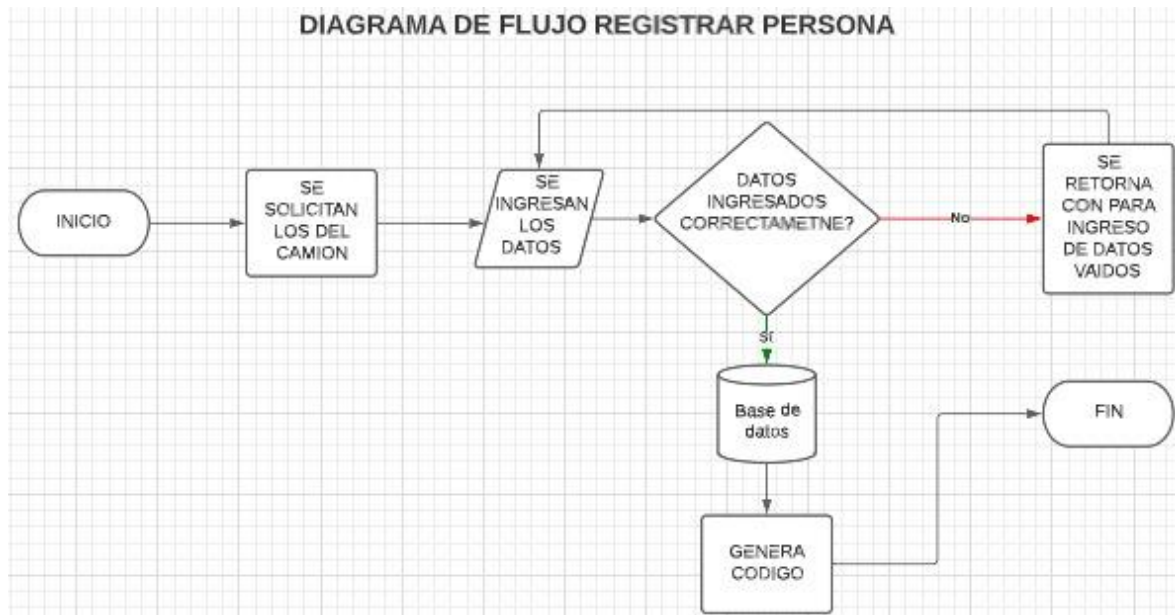 DIAGRAMA DE FLUJO REGISTRAR PERSONA
INICIO
SE
SOLICITAN
LOS DEL
CAMION
SE
INGRESAN
LOS
DATOS
DATOS
INGRESADOS
CORRECTAMETNE?
No
SE
RETORNA
CON PARA
INGRESO
DE DATOS
VAIDOS
SI
Base de
datos
GENERA
CODIGO
FIN